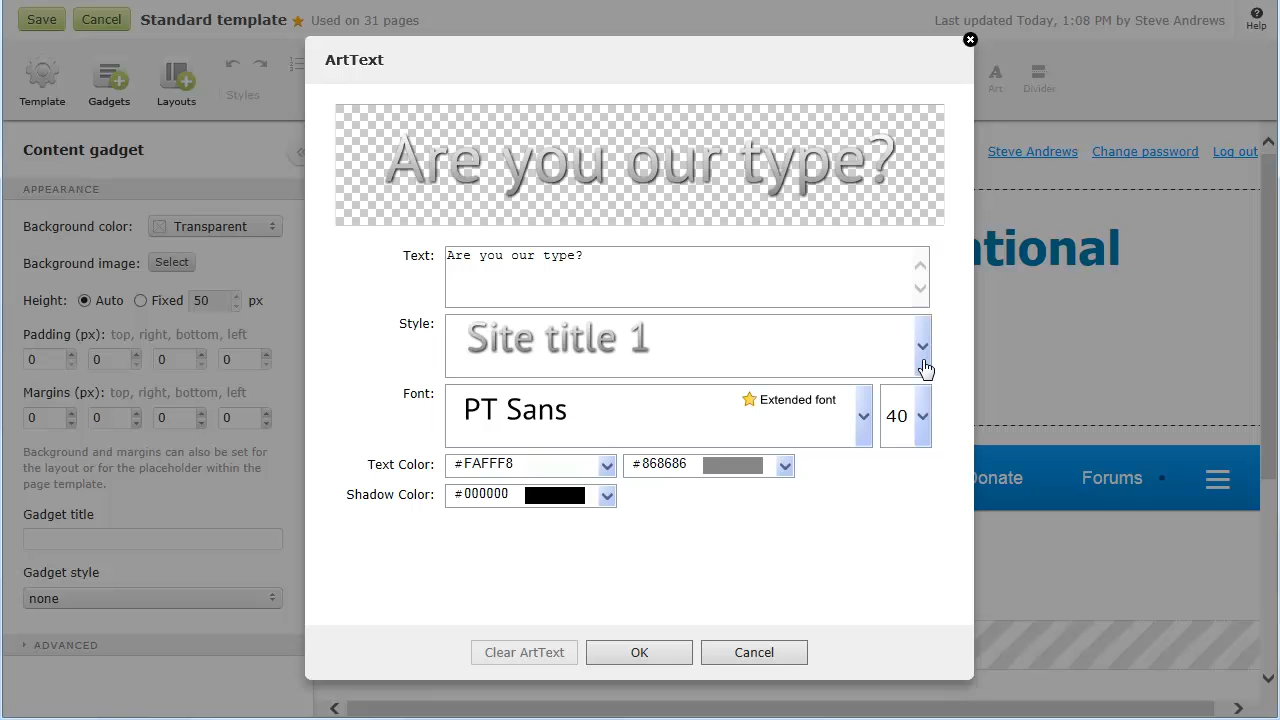 Save Cancel Standard template Used on 31 pages Last updated Today, 1:08 PM by Steve Andrews Help
ArtText
Template Gadgets Layouts Styles Art Divider
Are you our type?
Content gadget
Steve Andrews Change password Log out
APPEARANCE
Background color: Transparent
ational
Background image: Select
Text: Are you our type?
Height: Auto Fixed 50 px
Style: Site title 1
Padding (px): top, right, bottom, left
0 0 0 0
Margins (px): top, right, bottom, left
0 0 0 0
Font: PT Sans Extended font 40
Background and margins can also be set
for the layout or for the placeholder within the
page template.
Text Color: #FAFFF8 #868686
Donate Forums
Shadow Color: #000000
Gadget title
Gadget style
none
ADVANCED
Clear ArtText OK Cancel